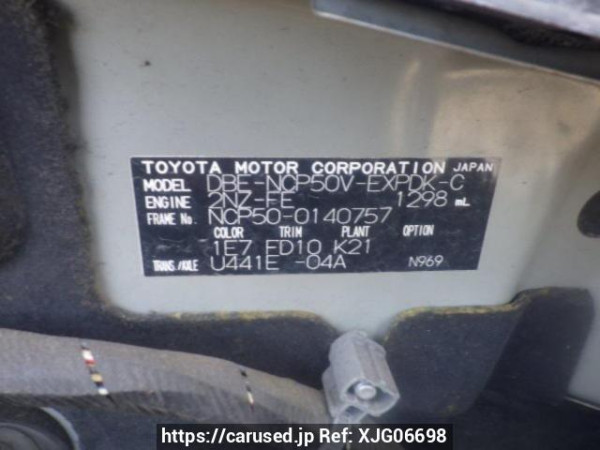 TOYOTA MOTOR CORPORATION JAPAN
MODEL DBE-NCP50V-EXPDK-C
ENGINE 2NZ-FE 1298 mL
FRAME No. NCP50-0140757
COLOR TRIM PLANT OPTION
1E7 FD10 K21
TRANS/AXLE U441E -04A N969
https://carused.jp Ref: XJG06698